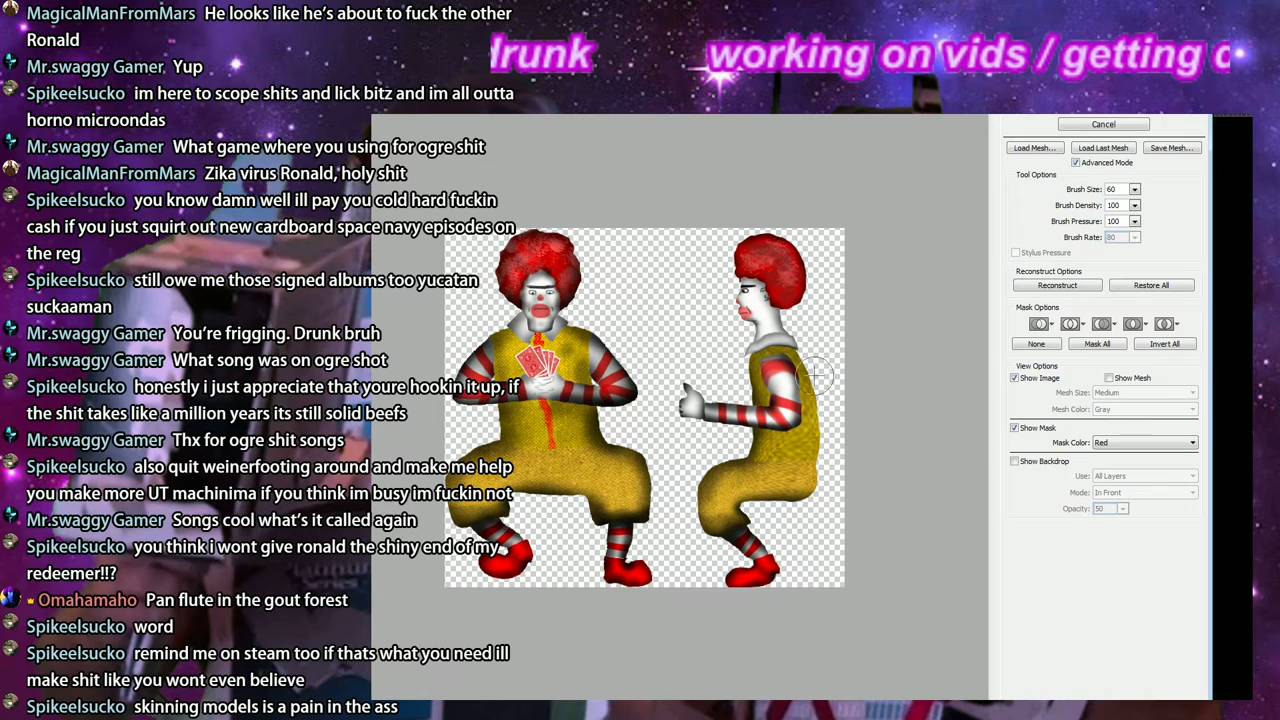 MagicalManFromMars He looks like he's about to fuck the other
Ronald
Mr.swaggy Gamer Yup
Spikeelsucko im here to scope shits and lick bitz and im all outta
horno microondas
Mr.swaggy Gamer What game where you using for ogre shit
MagicalManFromMars Zika virus Ronald, holy shit
Spikeelsucko you know damn well ill pay you cold hard fuckin
cash if you just squirt out new cardboard space navy episodes on
the reg
Spikeelsucko still owe me those signed albums too yucatan
suckaaman
Mr.swaggy Gamer You're frigging. Drunk bruh
Mr.swaggy Gamer What song was on ogre shot
Spikeelsucko honestly i just appreciate that youre hookin it up, if
the shit takes like a million years its still solid beefs
Mr.swaggy Gamer Thx for ogre shit songs
Spikeelsucko also quit weinerfooting around and make me help
you make more UT machinima if you think im busy im fuckin not
Mr.swaggy Gamer Songs cool what's it called again
Spikeelsucko you think i wont give ronald the shiny end of my
redeemer!!?
Omahamaho Pan flute in the gout forest
Spikeelsucko word
Spikeelsucko remind me on steam too if thats what you need ill
make shit like you wont even believe
Spikeelsucko skinning models is a pain in the ass
drunk working on vids / getting d
Cancel
Load Mesh... Load Last Mesh Save Mesh...
Advanced Mode
Tool Options
Brush Size: 60
Brush Density: 100
Brush Pressure: 100
Brush Rate: 80
Stylus Pressure
Reconstruct Options
Reconstruct Restore All
Mask Options
None Mask All Invert All
View Options
Show Image Show Mesh
Mesh Size: Medium
Mesh Color: Gray
Show Mask
Mask Color: Red
Show Backdrop
Use: All Layers
Mode: In Front
Opacity: 50